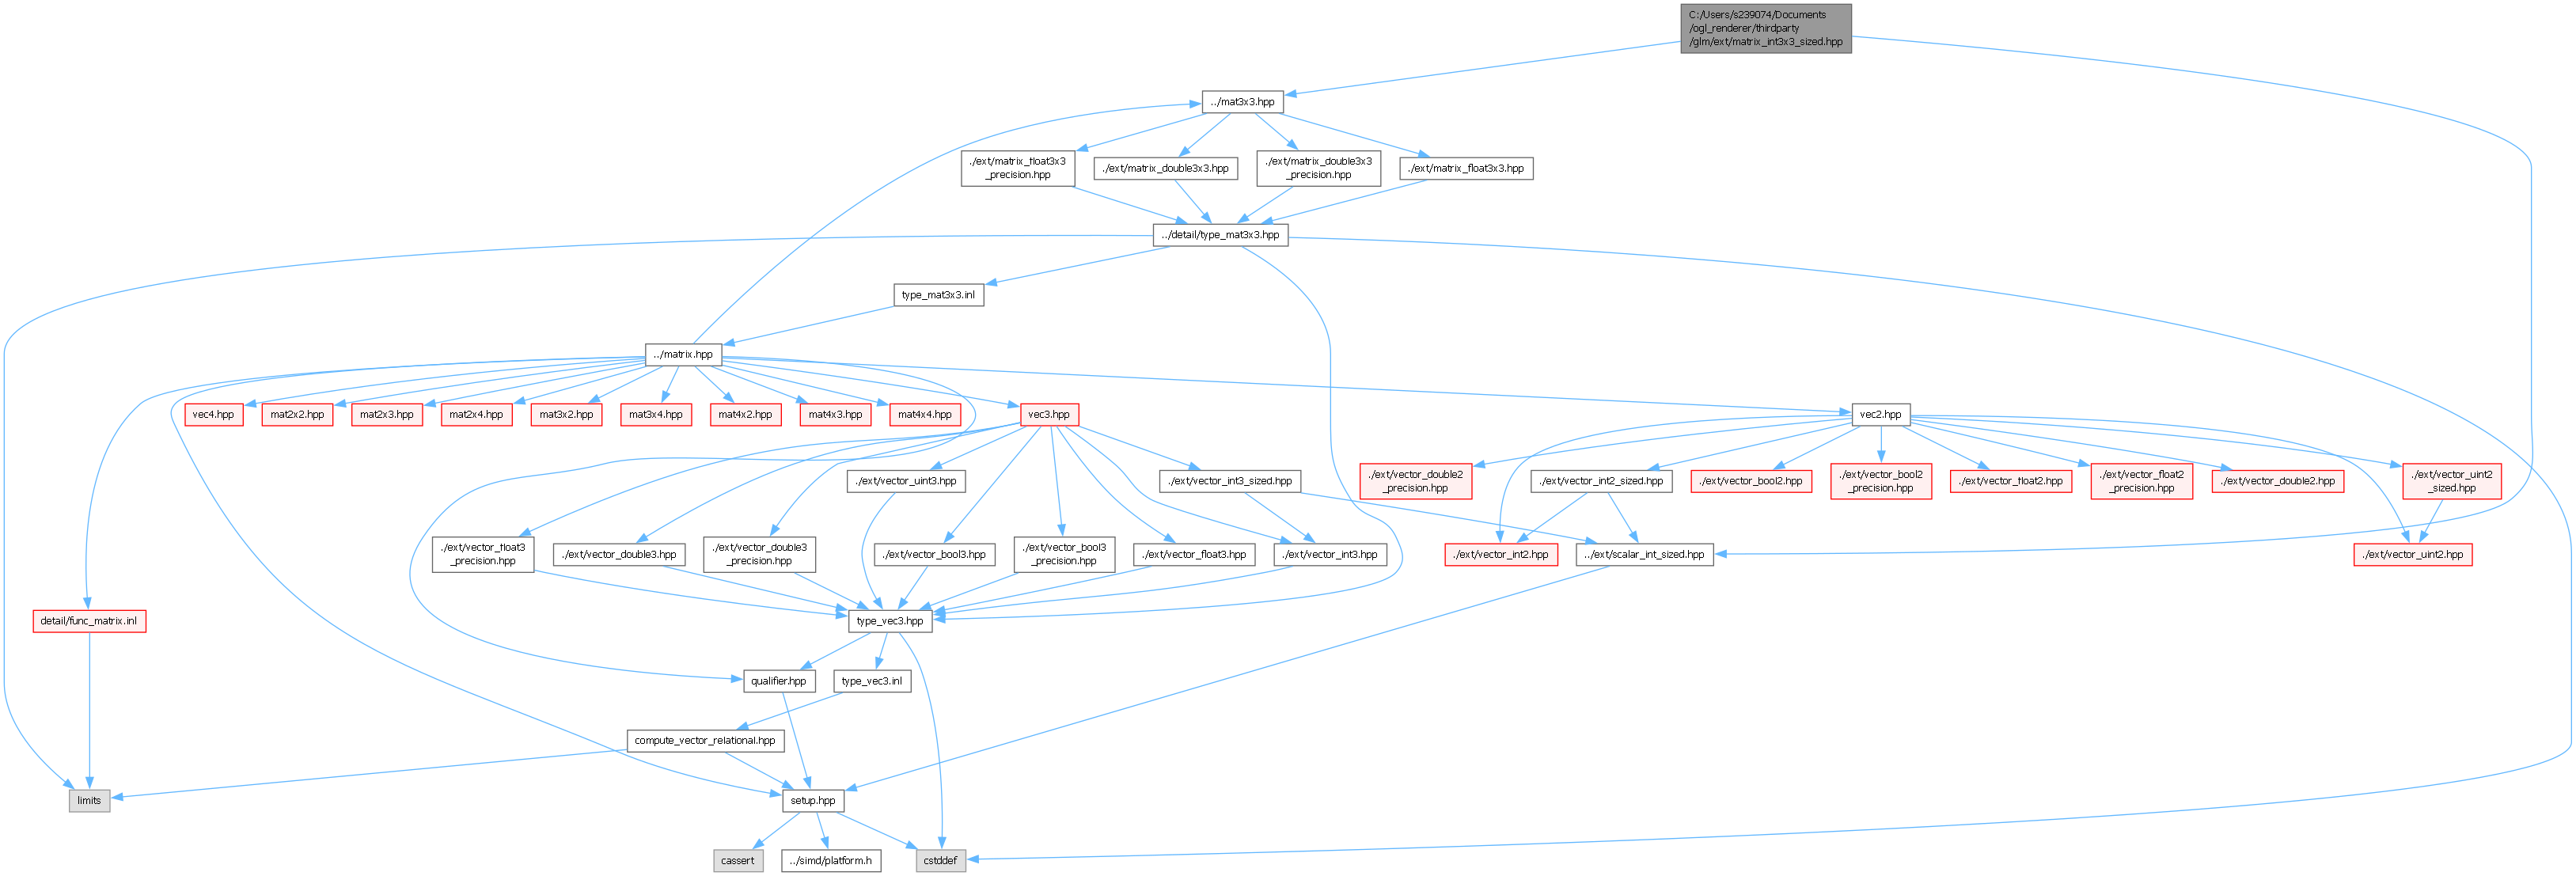 C:/Users/s239074/Documents
/ogl_renderer/thirdparty
/glm/ext/matrix_int3x3_sized.hpp
../mat3x3.hpp
./ext/matrix_float3x3
_precision.hpp
./ext/matrix_double3x3.hpp
./ext/matrix_double3x3
_precision.hpp
./ext/matrix_float3x3.hpp
../detail/type_mat3x3.hpp
type_mat3x3.inl
../matrix.hpp
vec4.hpp
mat2x2.hpp
mat2x3.hpp
mat2x4.hpp
mat3x2.hpp
mat3x4.hpp
mat4x2.hpp
mat4x3.hpp
mat4x4.hpp
vec3.hpp
vec2.hpp
./ext/vector_uint3.hpp
./ext/vector_int3_sized.hpp
./ext/vector_double2
_precision.hpp
./ext/vector_int2_sized.hpp
./ext/vector_bool2.hpp
./ext/vector_bool2
_precision.hpp
./ext/vector_float2.hpp
./ext/vector_float2
_precision.hpp
./ext/vector_double2.hpp
./ext/vector_uint2
_sized.hpp
./ext/vector_float3
_precision.hpp
./ext/vector_double3.hpp
./ext/vector_double3
_precision.hpp
./ext/vector_bool3.hpp
./ext/vector_bool3
_precision.hpp
./ext/vector_float3.hpp
./ext/vector_int3.hpp
./ext/vector_int2.hpp
../ext/scalar_int_sized.hpp
./ext/vector_uint2.hpp
detail/func_matrix.inl
type_vec3.hpp
qualifier.hpp
type_vec3.inl
compute_vector_relational.hpp
limits
setup.hpp
cassert
../simd/platform.h
cstddef